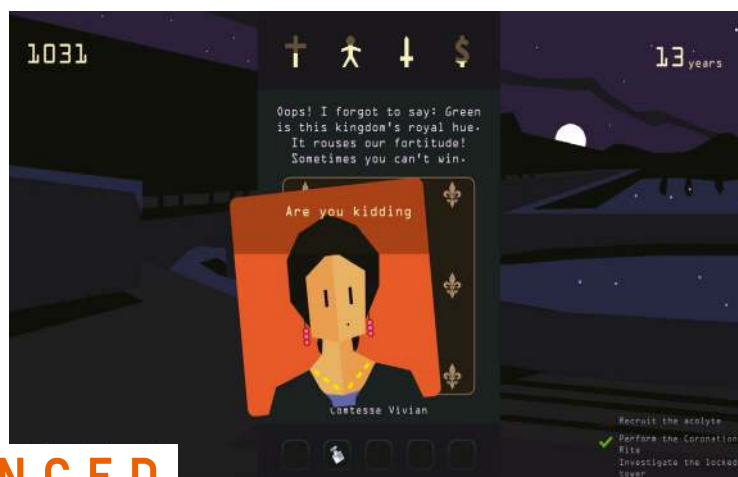 1031
13 years
Oops! I forgot to say: Green
is this kingdom's royal hue.
It rouses our fortitude!
Sometimes you can't win.
Are you kidding
Comtesse Vivian
Recruit the acolyte
Perform the Coronation
Rite
Investigate the locked
tower
NCED